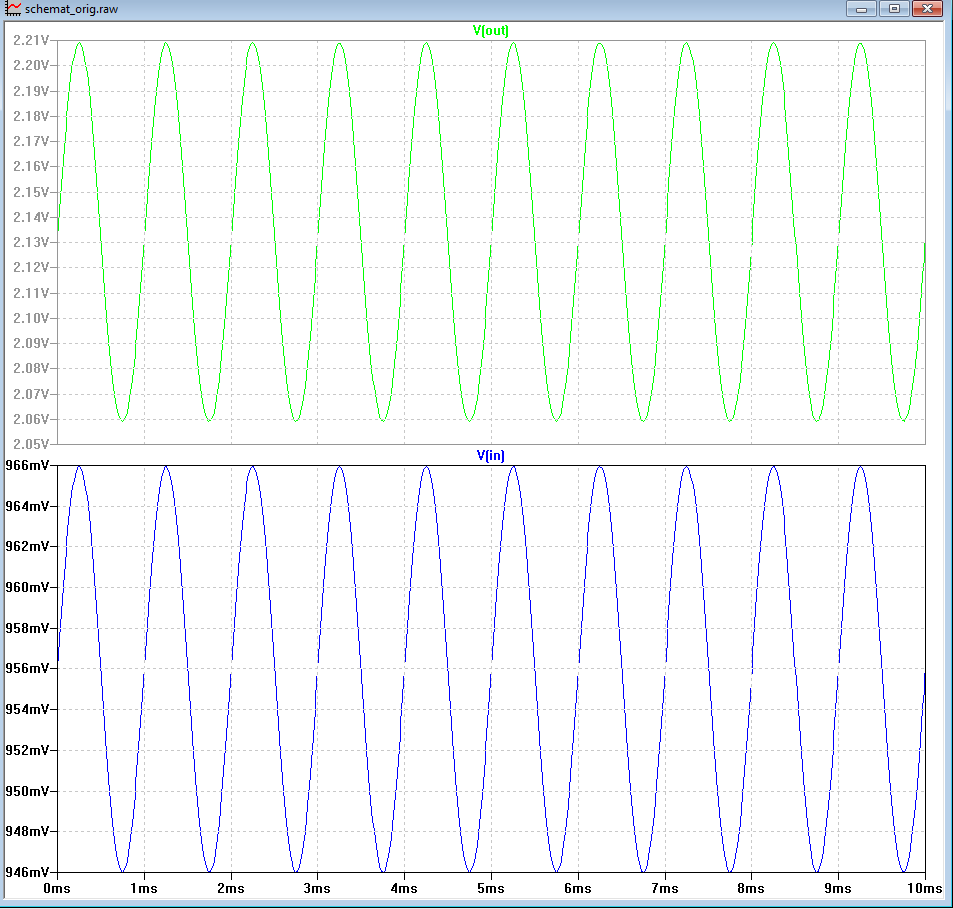 schemat_orig.raw
V(out)
2.21V
2.20V
2.19V
2.18V
2.17V
2.16V
2.15V
2.14V
2.13V
2.12V
2.11V
2.10V
2.09V
2.08V
2.07V
2.06V
2.05V
V(in)
966mV
964mV
962mV
960mV
958mV
956mV
954mV
952mV
950mV
948mV
946mV
0ms 1ms 2ms 3ms 4ms 5ms 6ms 7ms 8ms 9ms 10ms